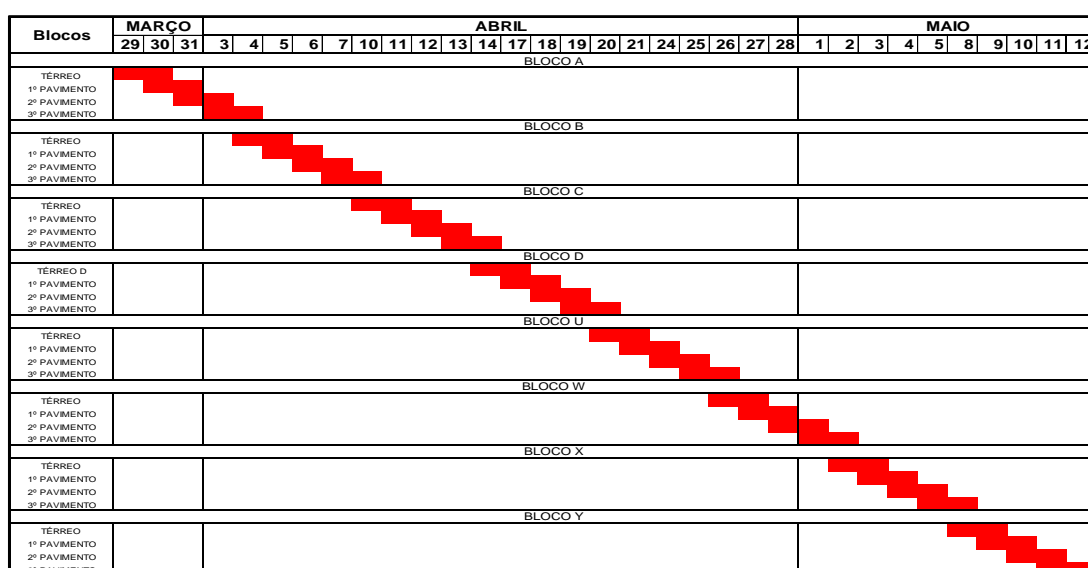 Blocos MARÇO ABRIL MAIO
29 30 31 3 4 5 6 7 10 11 12 13 14 17 18 19 20 21 24 25 26 27 28 1 2 3 4 5 8 9 10 11 12
BLOCO A
TÉRREO
1º PAVIMENTO
2º PAVIMENTO
3º PAVIMENTO
BLOCO B
TÉRREO
1º PAVIMENTO
2º PAVIMENTO
3º PAVIMENTO
BLOCO C
TÉRREO
1º PAVIMENTO
2º PAVIMENTO
3º PAVIMENTO
BLOCO D
TÉRREO D
1º PAVIMENTO
2º PAVIMENTO
3º PAVIMENTO
BLOCO U
TÉRREO
1º PAVIMENTO
2º PAVIMENTO
3º PAVIMENTO
BLOCO W
TÉRREO
1º PAVIMENTO
2º PAVIMENTO
3º PAVIMENTO
BLOCO X
TÉRREO
1º PAVIMENTO
2º PAVIMENTO
3º PAVIMENTO
BLOCO Y
TÉRREO
1º PAVIMENTO
2º PAVIMENTO